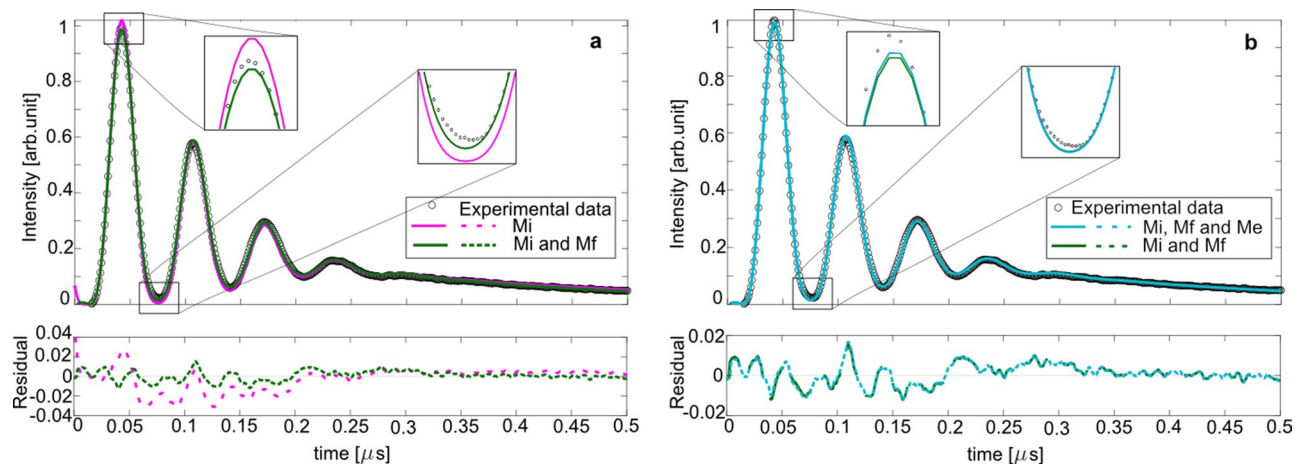 a
Intensity [arb.unit]
1
0.8
0.6
0.4
0.2
0
Experimental data
Mi
Mi and Mf
Residual
0.04
0.02
0
-0.02
-0.04
0 0.05 0.1 0.15 0.2 0.25 0.3 0.35 0.4 0.45 0.5
time [μs]
b
Intensity [arb.unit]
1
0.8
0.6
0.4
0.2
0
Experimental data
Mi, Mf and Me
Mi and Mf
Residual
0.02
0
-0.02
0 0.05 0.1 0.15 0.2 0.25 0.3 0.35 0.4 0.45 0.5
time [μs]